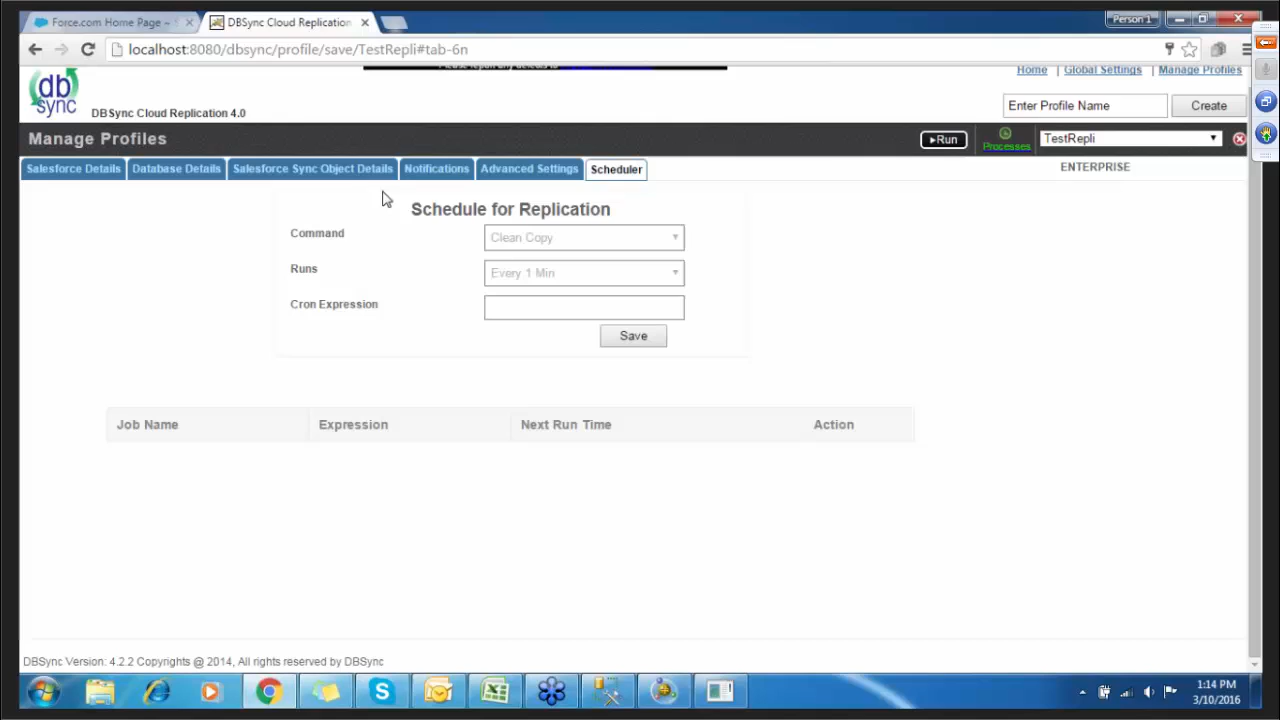 Force.com Home Page ~
DBSync Cloud Replication
Person 1
localhost:8080/dbsync/profile/save/TestRepli#tab-6n
Home | Global Settings | Manage Profiles
db
sync
DBSync Cloud Replication 4.0
Enter Profile Name
Create
Manage Profiles
Run
Processes
TestRepli
Salesforce Details
Database Details
Salesforce Sync Object Details
Notifications
Advanced Settings
Scheduler
ENTERPRISE
Schedule for Replication
Command
Clean Copy
Runs
Every 1 Min
Cron Expression
Save
Job Name
Expression
Next Run Time
Action
DBSync Version: 4.2.2 Copyrights @ 2014, All rights reserved by DBSync
1:14 PM
3/10/2016